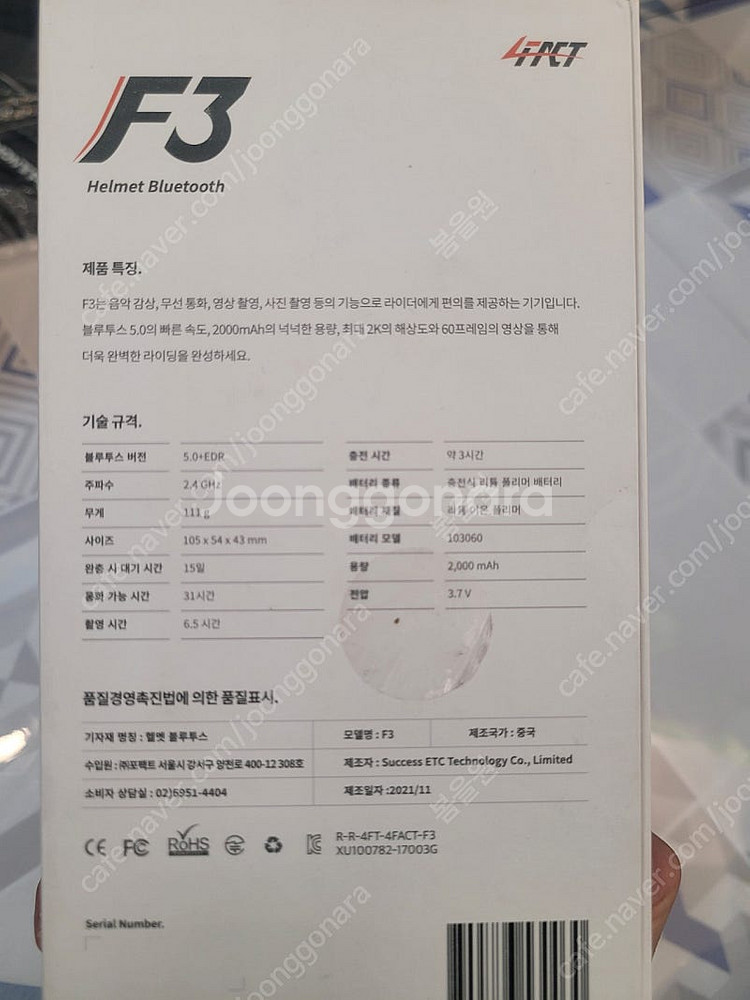 4FACT
F3
Helmet Bluetooth
제품 특징.
F3는 음악 감상, 무선 통화, 영상 촬영, 사진 촬영 등의 기능으로 라이더에게 편의를 제공하는 기기입니다.
블루투스 5.0의 빠른 속도, 2000mAh의 넉넉한 용량, 최대 2K의 해상도와 60프레임의 영상을 통해
더욱 완벽한 라이딩을 완성하세요.
기술 규격.
블루투스 버전 5.0+EDR 충전 시간 약 3시간
주파수 2.4 GHz 배터리 종류 충전식 리튬 폴리머 배터리
무게 111 g 배터리 재질 리튬 이온 폴리머
사이즈 105 x 54 x 43 mm 배터리 모델 103060
완충 시 대기 시간 15일 용량 2,000 mAh
통화 가능 시간 31시간 전압 3.7 V
촬영 시간 6.5 시간
품질경영촉진법에 의한 품질표시.
기자재 명칭 : 헬멧 블루투스 모델명 : F3 제조국가 : 중국
수입원 : ㈜포팩트 서울시 강서구 양천로 400-12 308호 제조자 : Success ETC Technology Co., Limited
소비자 상담실 : 02)6951-4404 제조일자 :2021/11
CE FC RoHS
R-R-4FT-4FACT-F3
XU100782-17003G
Serial Number.
Joonggonara
cafe.naver.com/joonggonara
봄을원